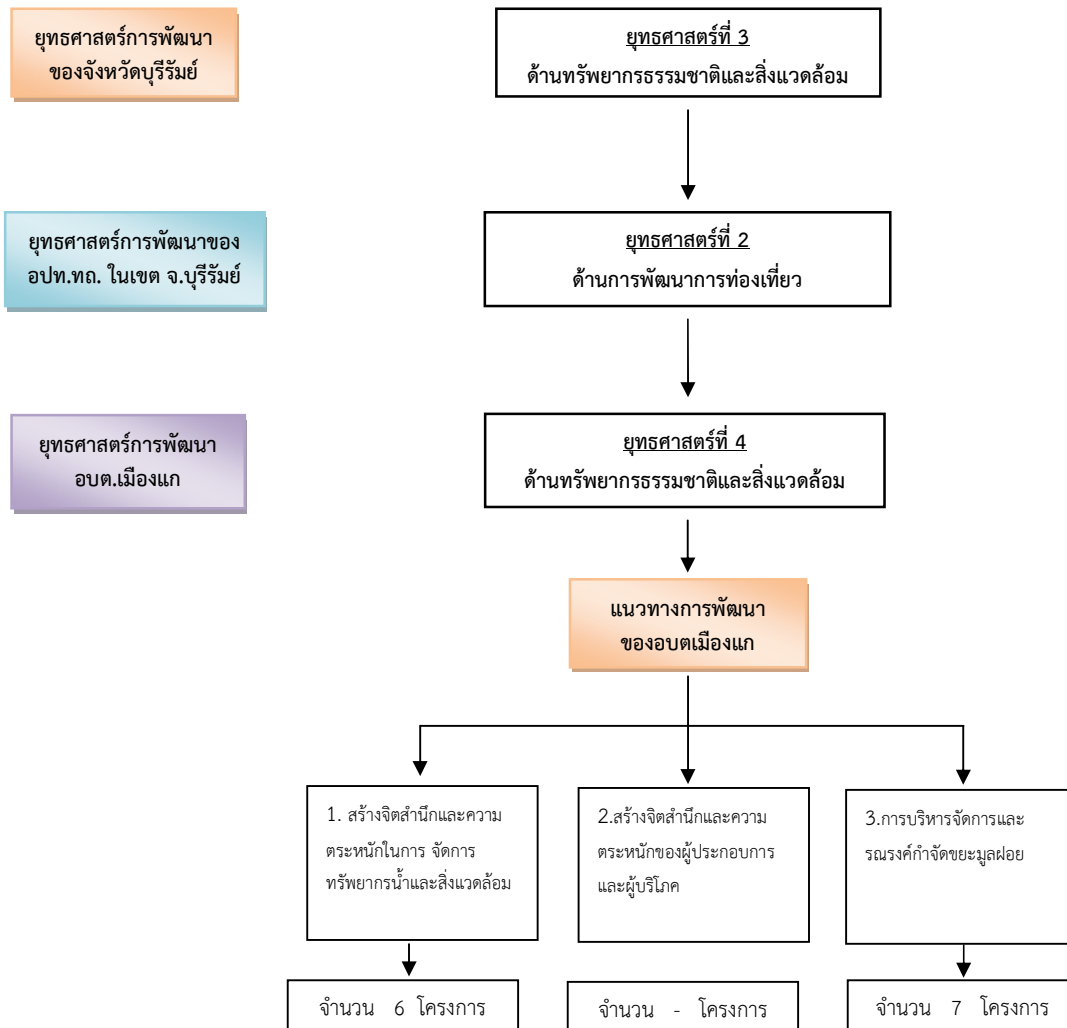 ยุทธศาสตร์การพัฒนา
ของจังหวัดบุรีรัมย์
ยุทธศาสตร์ที่ 3
ด้านทรัพยากรธรรมชาติและสิ่งแวดล้อม
ยุทธศาสตร์การพัฒนาของ
อปท.ทถ. ในเขต จ.บุรีรัมย์
ยุทธศาสตร์ที่ 2
ด้านการพัฒนาการท่องเที่ยว
ยุทธศาสตร์การพัฒนา
อบต.เมืองแก
ยุทธศาสตร์ที่ 4
ด้านทรัพยากรธรรมชาติและสิ่งแวดล้อม
แนวทางการพัฒนา
ของอบตเมืองแก
1. สร้างจิตสำนึกและความ
ตระหนักในการ จัดการ
ทรัพยากรน้ำและสิ่งแวดล้อม
2.สร้างจิตสำนึกและความ
ตระหนักของผู้ประกอบการ
และผู้บริโภค
3.การบริหารจัดการและ
รณรงค์กำจัดขยะมูลฝอย
จำนวน 6 โครงการ
จำนวน - โครงการ
จำนวน 7 โครงการ